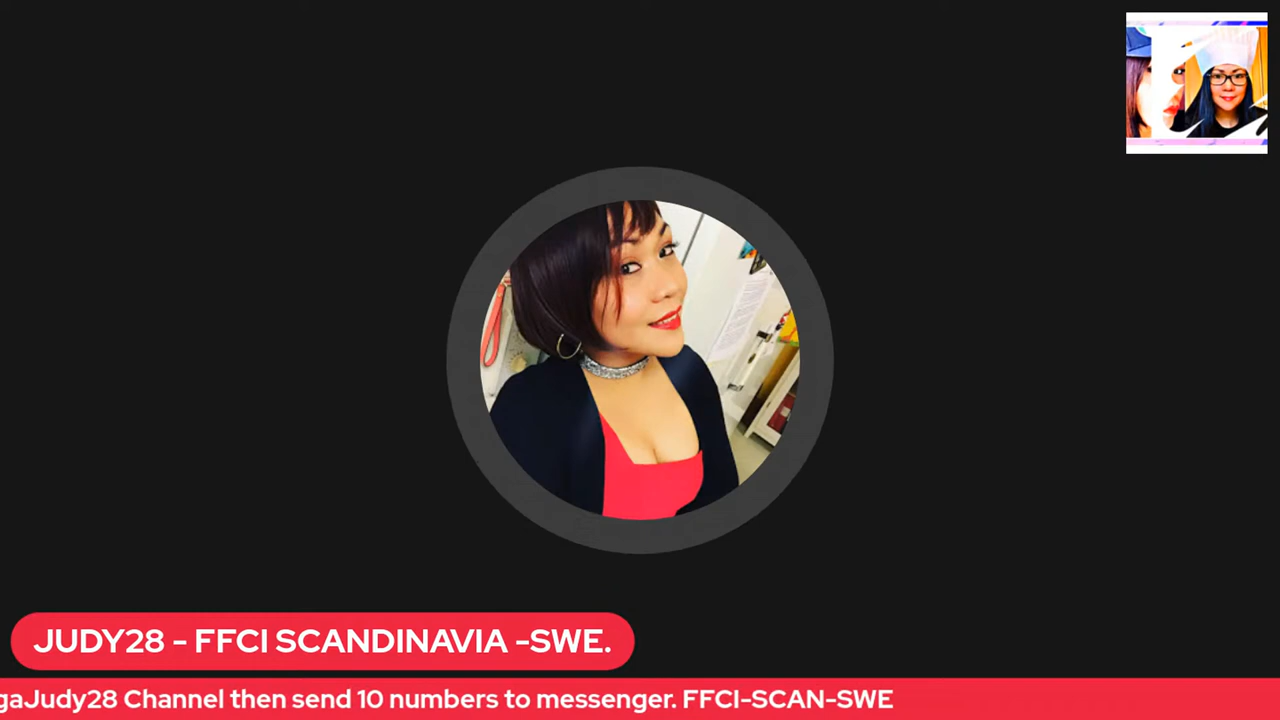 JUDY28 - FFCI SCANDINAVIA -SWE.
gaJudy28 Channel then send 10 numbers to messenger. FFCI-SCAN-SWE